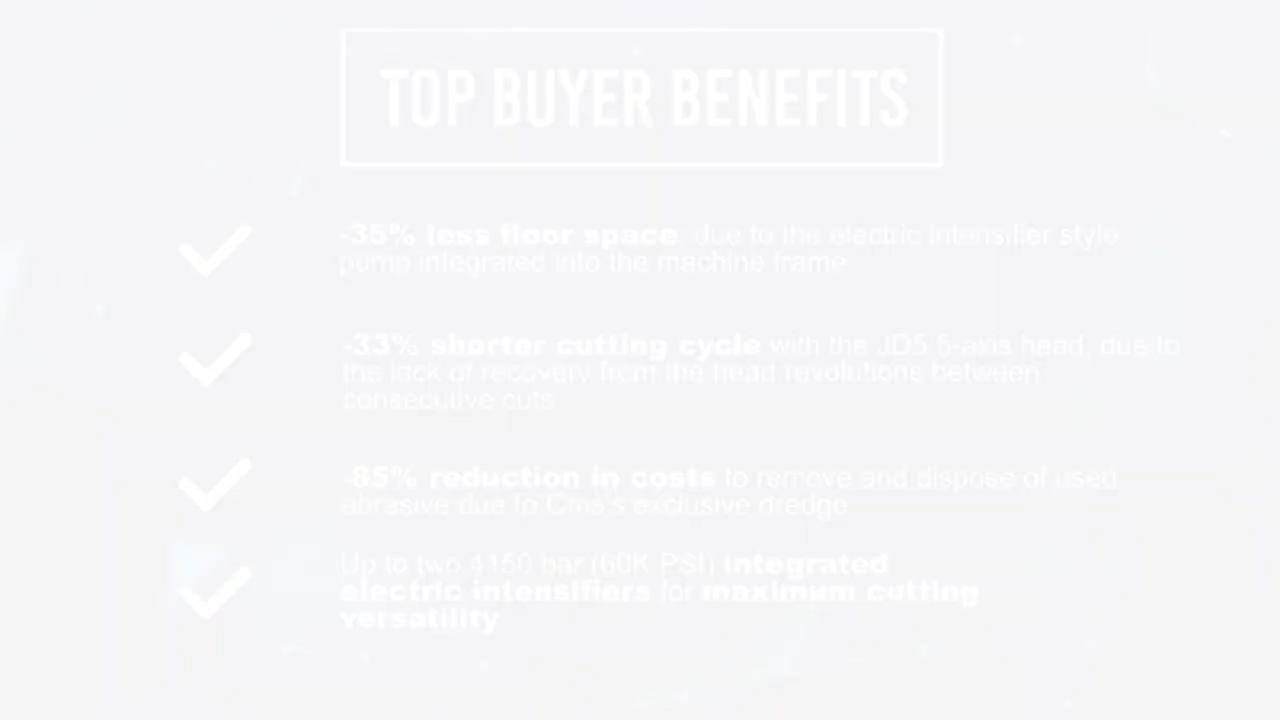 TOP BUYER BENEFITS
-35% less floor space, due to the electric intensifier style
pump integrated into the machine frame
-33% shorter cutting cycle with the JD5 5-axis head, due to
the lack of recovery from the head revolutions between
consecutive cuts
-85% reduction in costs to remove and dispose of used
abrasive due to Cms's exclusive dredge
Up to two 4150 bar (60K PSI) integrated
electric intensifiers for maximum cutting
versatility